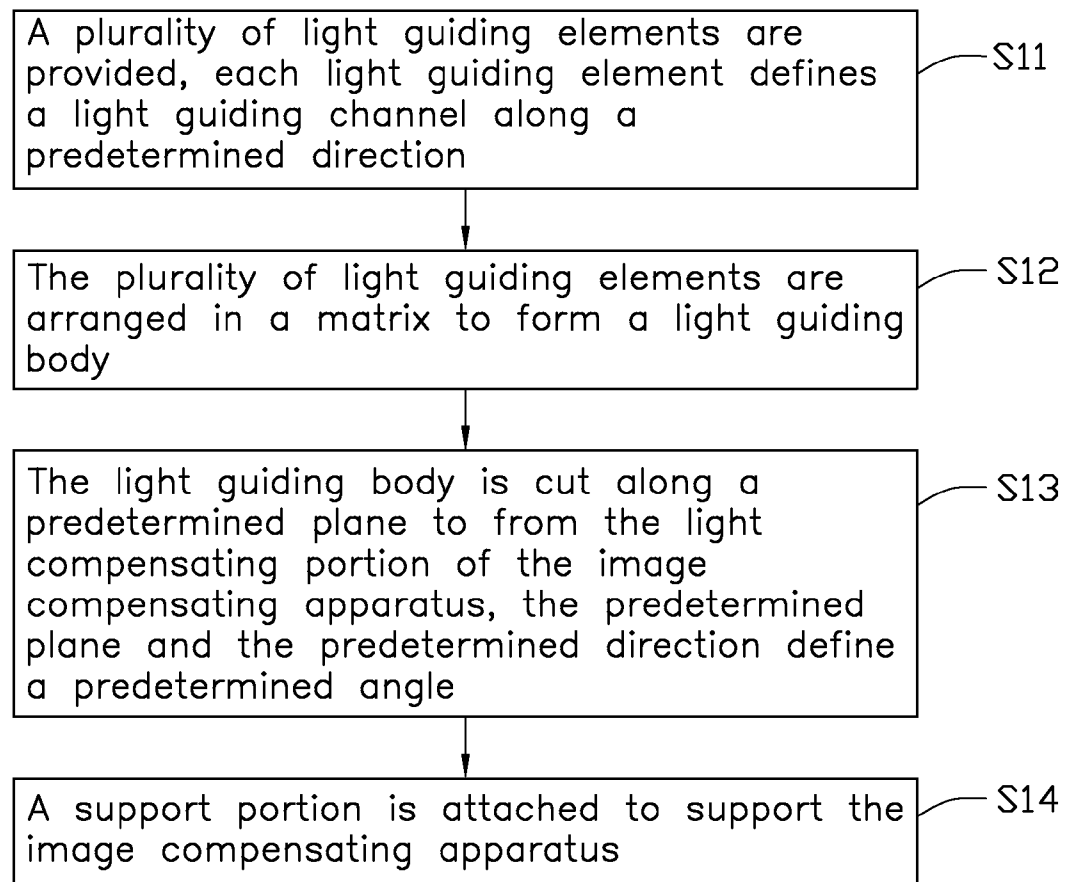 A plurality of light guiding elements are
provided, each light guiding element defines
a light guiding channel along a
predetermined direction
S11
The plurality of light guiding elements are
arranged in a matrix to form a light guiding
body
S12
The light guiding body is cut along a
predetermined plane to from the light
compensating portion of the image
compensating apparatus, the predetermined
plane and the predetermined direction define
a predetermined angle
S13
A support portion is attached to support the
image compensating apparatus
S14